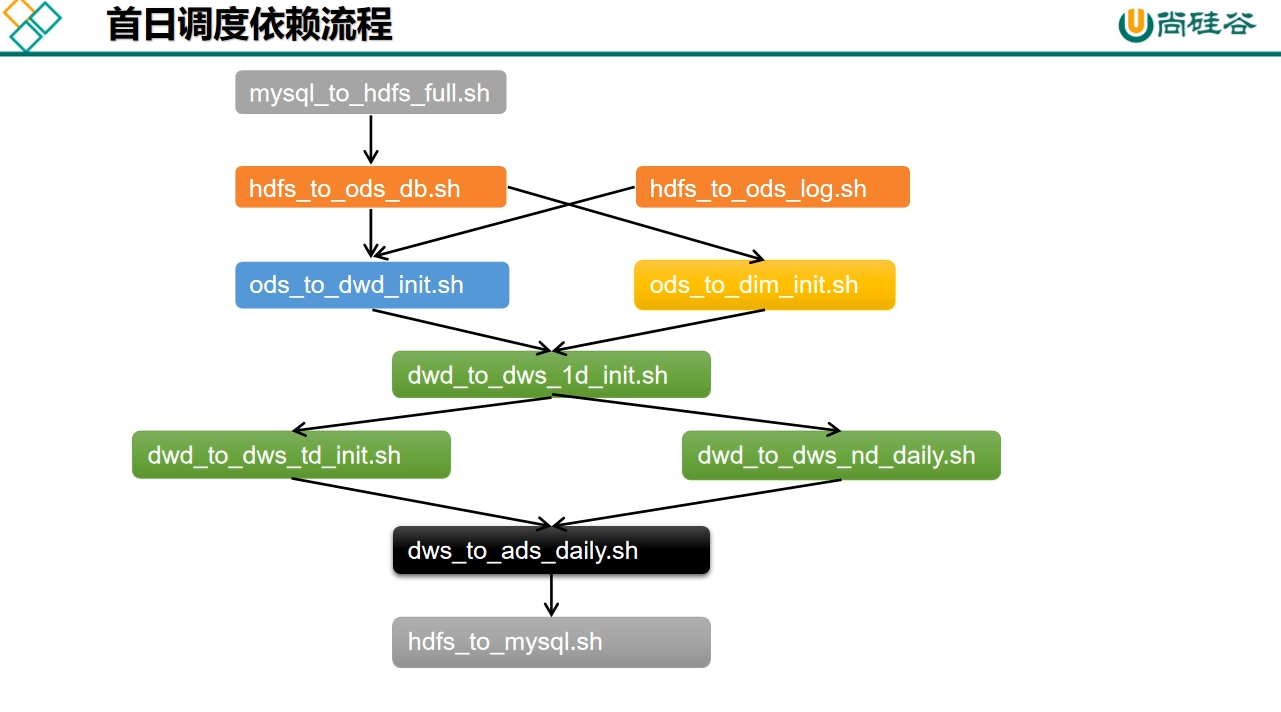 首日调度依赖流程
尚硅谷
mysql_to_hdfs_full.sh
hdfs_to_ods_db.sh
hdfs_to_ods_log.sh
ods_to_dwd_init.sh
ods_to_dim_init.sh
dwd_to_dws_1d_init.sh
dwd_to_dws_td_init.sh
dwd_to_dws_nd_daily.sh
dws_to_ads_daily.sh
hdfs_to_mysql.sh